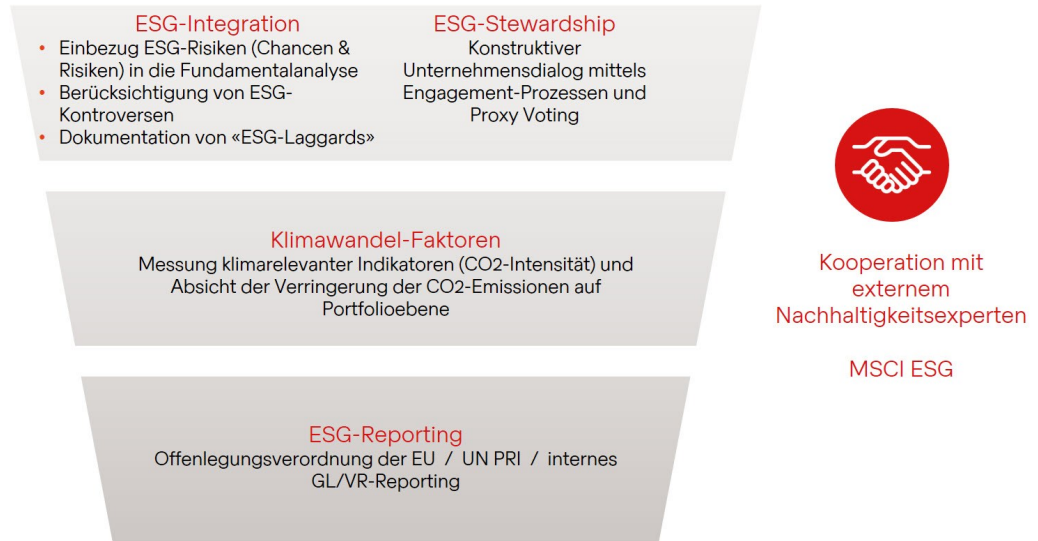 ESG-Integration
• Einbezug ESG-Risiken (Chancen &
Risiken) in die Fundamentalanalyse
• Berücksichtigung von ESG-
Kontroversen
• Dokumentation von «ESG-Laggards»
ESG-Stewardship
Konstruktiver
Unternehmensdialog mittels
Engagement-Prozessen und
Proxy Voting
Klimawandel-Faktoren
Messung klimarelevanter Indikatoren (CO2-Intensität) und
Absicht der Verringerung der CO2-Emissionen auf
Portfolioebene
ESG-Reporting
Offenlegungsverordnung der EU / UN PRI / internes
GL/VR-Reporting
Kooperation mit
externem
Nachhaltigkeitsexperten
MSCI ESG